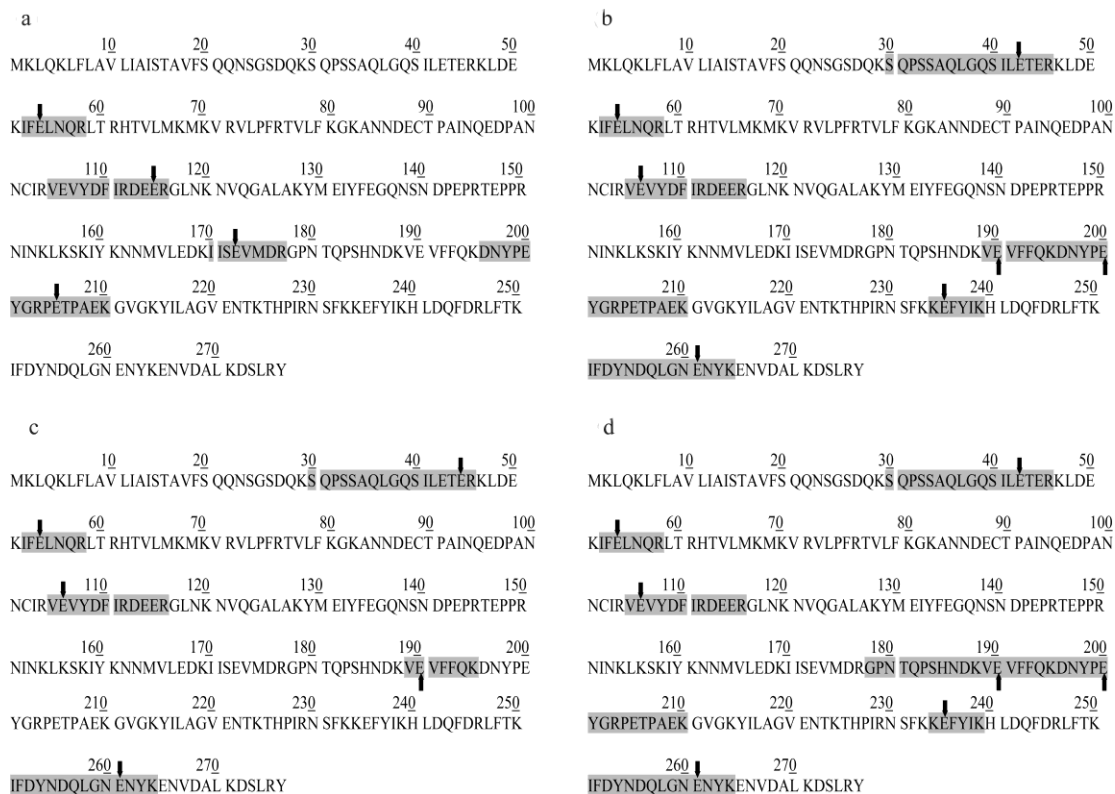 a
10 20 30 40 50
MKLQKLFLAV LIAISTAVFS QQNSGSDQKS QPSSAQLGQS ILETERKLDE
60 70 80 90 100
KIFELNQRLT RHTVLMKMKV RVLPFRTVLF KGKANNDECT PAINQEDPAN
110 120 130 140 150
NCIRVEVYDF IRDEERGLNK NVQGALAKYM EIYFEGQNSN DPEPRTEPPR
160 170 180 190 200
NINKLKSKIY KNNMVLEDKI ISEVMDRGPN TQPSHNDKVE VFFQKDNYPE
210 220 230 240 250
YGRPETPAEK GVGKYILAGV ENTKTHPIRN SFKKEFYIKH LDQFDRLFTK
260 270
IFDYNDQLGN ENYKENVDAL KDSLRY
b
10 20 30 40 50
MKLQKLFLAV LIAISTAVFS QQNSGSDQKS QPSSAQLGQS ILETERKLDE
60 70 80 90 100
KIFELNQRLT RHTVLMKMKV RVLPFRTVLF KGKANNDECT PAINQEDPAN
110 120 130 140 150
NCIRVEVYDF IRDEERGLNK NVQGALAKYM EIYFEGQNSN DPEPRTEPPR
160 170 180 190 200
NINKLKSKIY KNNMVLEDKI ISEVMDRGPN TQPSHNDKVE VFFQKDNYPE
210 220 230 240 250
YGRPETPAEK GVGKYILAGV ENTKTHPIRN SFKKEFYIKH LDQFDRLFTK
260 270
IFDYNDQLGN ENYKENVDAL KDSLRY
c
10 20 30 40 50
MKLQKLFLAV LIAISTAVFS QQNSGSDQKS QPSSAQLGQS ILETERKLDE
60 70 80 90 100
KIFELNQRLT RHTVLMKMKV RVLPFRTVLF KGKANNDECT PAINQEDPAN
110 120 130 140 150
NCIRVEVYDF IRDEERGLNK NVQGALAKYM EIYFEGQNSN DPEPRTEPPR
160 170 180 190 200
NINKLKSKIY KNNMVLEDKI ISEVMDRGPN TQPSHNDKVE VFFQKDNYPE
210 220 230 240 250
YGRPETPAEK GVGKYILAGV ENTKTHPIRN SFKKEFYIKH LDQFDRLFTK
260 270
IFDYNDQLGN ENYKENVDAL KDSLRY
d
10 20 30 40 50
MKLQKLFLAV LIAISTAVFS QQNSGSDQKS QPSSAQLGQS ILETERKLDE
60 70 80 90 100
KIFELNQRLT RHTVLMKMKV RVLPFRTVLF KGKANNDECT PAINQEDPAN
110 120 130 140 150
NCIRVEVYDF IRDEERGLNK NVQGALAKYM EIYFEGQNSN DPEPRTEPPR
160 170 180 190 200
NINKLKSKIY KNNMVLEDKI ISEVMDRGPN TQPSHNDKVE VFFQKDNYPE
210 220 230 240 250
YGRPETPAEK GVGKYILAGV ENTKTHPIRN SFKKEFYIKH LDQFDRLFTK
260 270
IFDYNDQLGN ENYKENVDAL KDSLRY